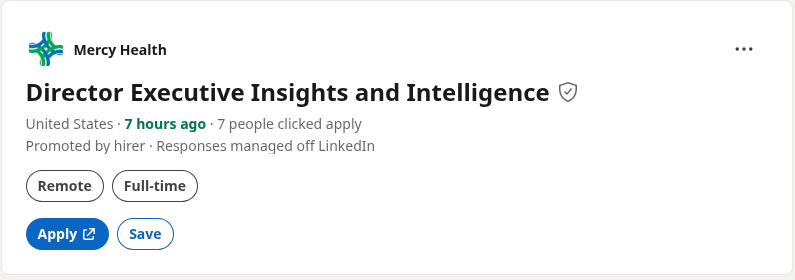 Mercy Health
Director Executive Insights and Intelligence
United States · 7 hours ago · 7 people clicked apply
Promoted by hirer · Responses managed off LinkedIn
Remote Full-time
Apply Save